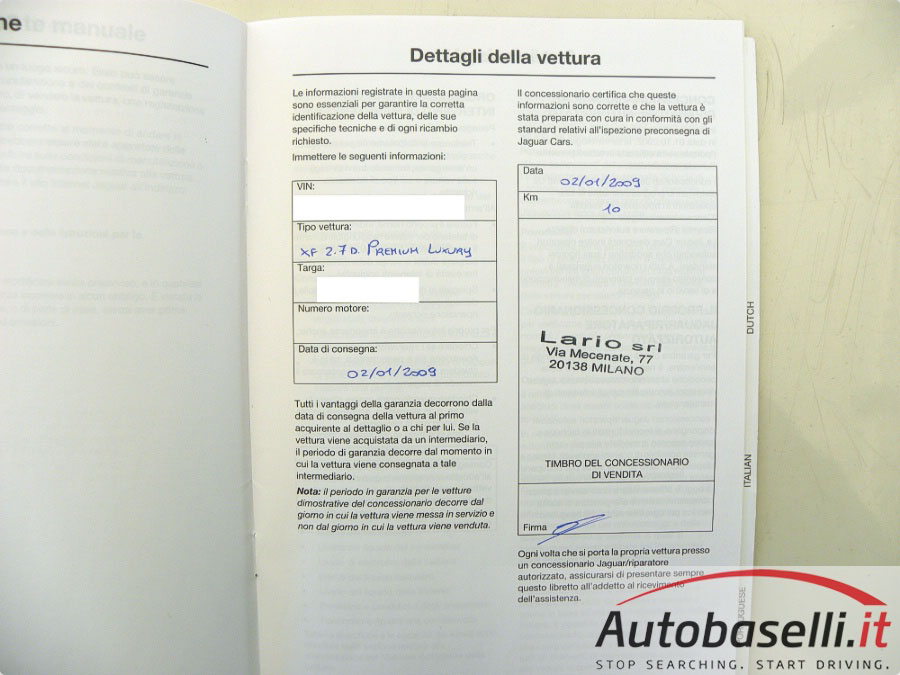 ne
Dettagli della vettura
Le informazioni registrate in questa pagina
sono essenziali per garantire la corretta
identificazione della vettura, delle sue
specifiche tecniche e di ogni ricambio
richiesto.
Immettere le seguenti informazioni:
VIN:
Tipo vettura:
XF 2.7D. PREMIUM LUXURY
Targa:
Numero motore:
Data di consegna:
02/01/2009
Tutti i vantaggi della garanzia decorrono dalla
data di consegna della vettura al primo
acquirente al dettaglio o a chi per lui. Se la
vettura viene acquistata da un intermediario,
il periodo di garanzia decorre dal momento in
cui la vettura viene consegnata a tale
intermediario.
Nota: il periodo in garanzia per le vetture
dimostrative del concessionario decorre dal
giorno in cui la vettura viene messa in servizio e
non dal giorno in cui la vettura viene venduta.
Il concessionario certifica che queste
informazioni sono corrette e che la vettura è
stata preparata con cura in conformità con gli
standard relativi all'ispezione preconsegna di
Jaguar Cars.
Data
02/01/2009
Km
10
Lario srl
Via Mecenate, 77
20138 MILANO
TIMBRO DEL CONCESSIONARIO
DI VENDITA
Firma
Ogni volta che si porta la propria vettura presso
un concessionario Jaguar/riparatore
autorizzato, assicurarsi di presentare sempre
questo libretto all'addetto al ricevimento
dell'assistenza.
DUTCH
ITALIAN
Autobaselli.it
STOP SEARCHING. START DRIVING.